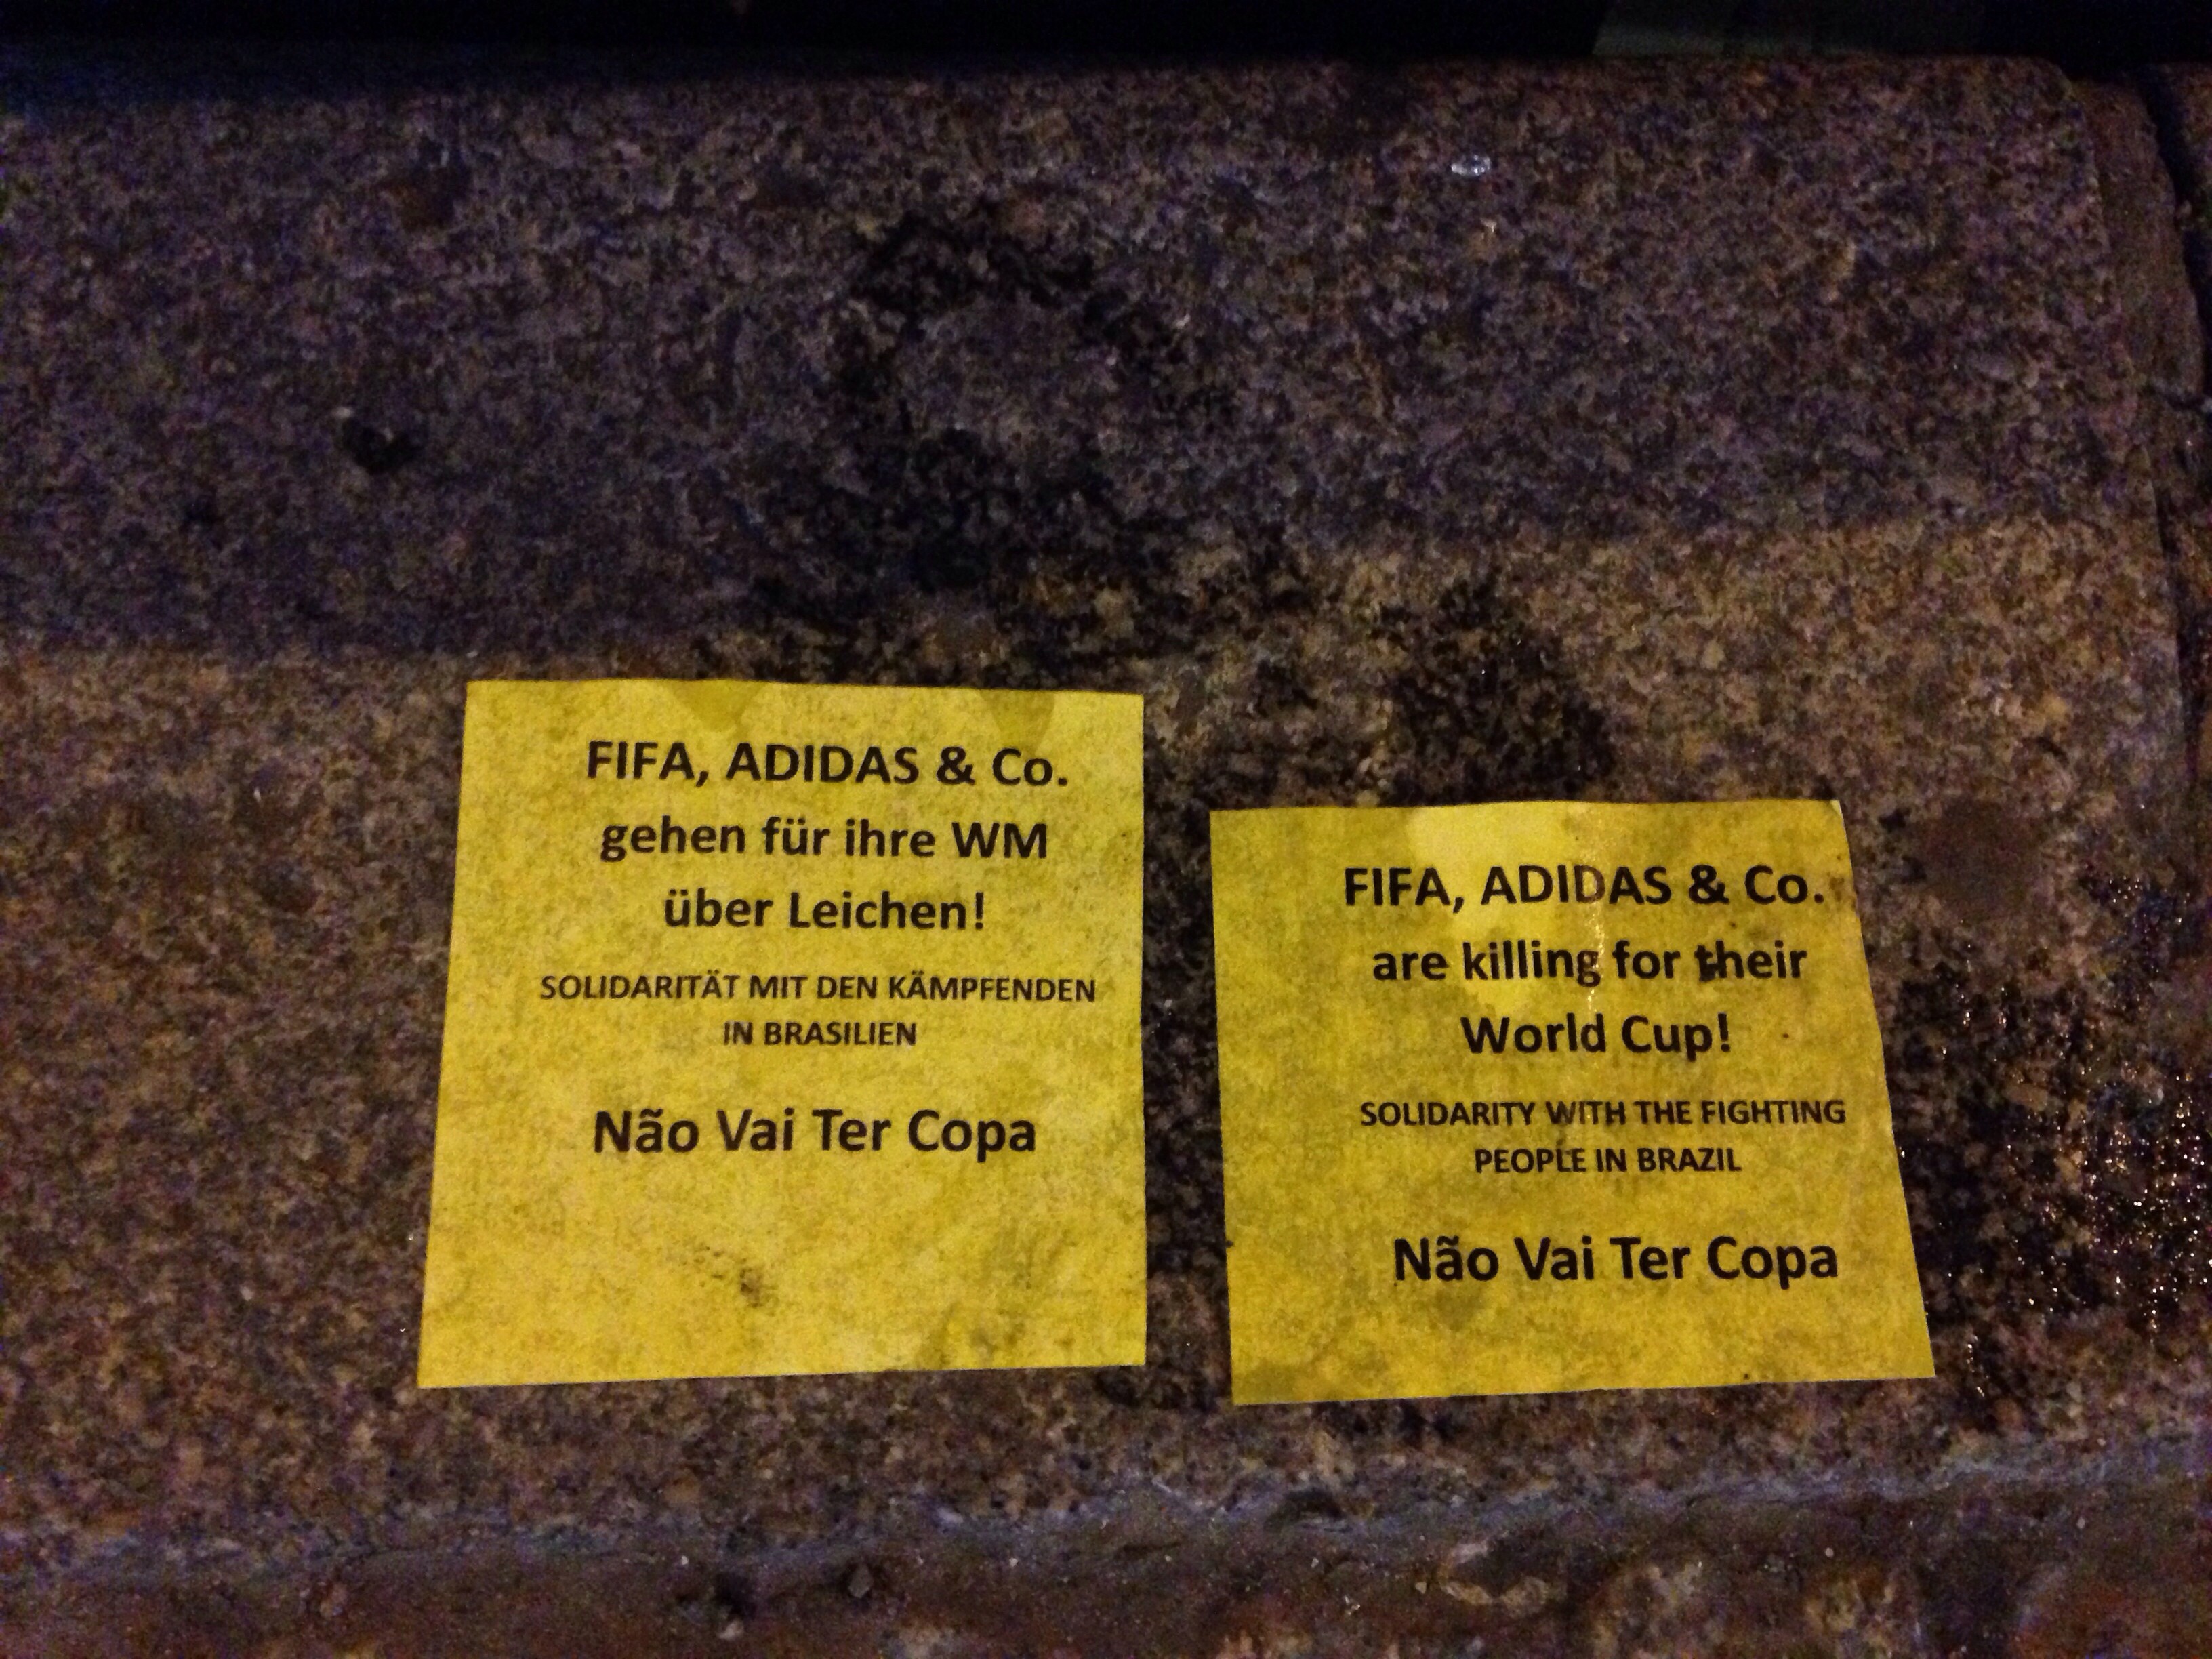 FIFA, ADIDAS & Co.
gehen für ihre WM
über Leichen!
SOLIDARITÄT MIT DEN KÄMPFENDEN
IN BRASILIEN
Não Vai Ter Copa
FIFA, ADIDAS & Co.
are killing for their
World Cup!
SOLIDARITY WITH THE FIGHTING
PEOPLE IN BRAZIL
Não Vai Ter Copa